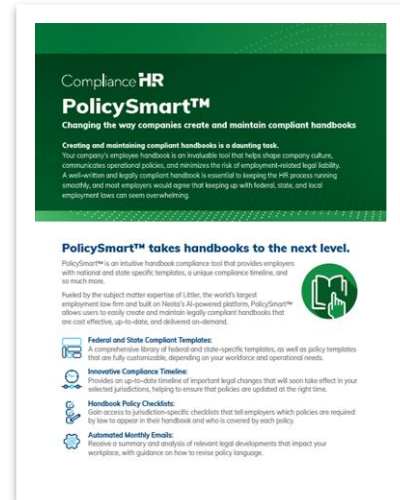 Compliance HR
PolicySmart™
Changing the way companies create and maintain compliant handbooks
Creating and maintaining compliant handbooks is a daunting task.
Your company's employee handbook is an invaluable tool that helps shape company culture,
communicates operational policies, and minimizes the risk of employment-related legal liability.
A well-written and legally compliant handbook is essential to keeping the HR process running
smoothly, and most employers would agree that keeping up with federal, state, and local
employment laws can seem overwhelming.
PolicySmart™ takes handbooks to the next level.
PolicySmart™ is an intuitive handbook compliance tool that provides employers
with national and state specific templates, a unique compliance timeline, and
so much more.
Fueled by the subject matter expertise of Littler, the world's largest
employment law firm and built on Neota's AI-powered platform, PolicySmart™
allows users to easily create and maintain legally compliant handbooks that
are cost effective, up-to-date, and delivered on-demand.
Federal and State Compliant Templates:
A comprehensive library of federal and state-specific templates, as well as policy templates
that are fully customizable, depending on your workforce and operational needs.
Innovative Compliance Timeline:
Provides an up-to-date timeline of important legal changes that will soon take effect in your
selected jurisdictions, helping to ensure that policies are updated at the right time.
Handbook Policy Checklists:
Gain access to jurisdiction-specific checklists that tell employers which policies are required
by law to appear in their handbook and who is covered by each policy.
Automated Monthly Emails:
Receive a summary and analysis of relevant legal developments that impact your
workplace, with guidance on how to revise policy language.